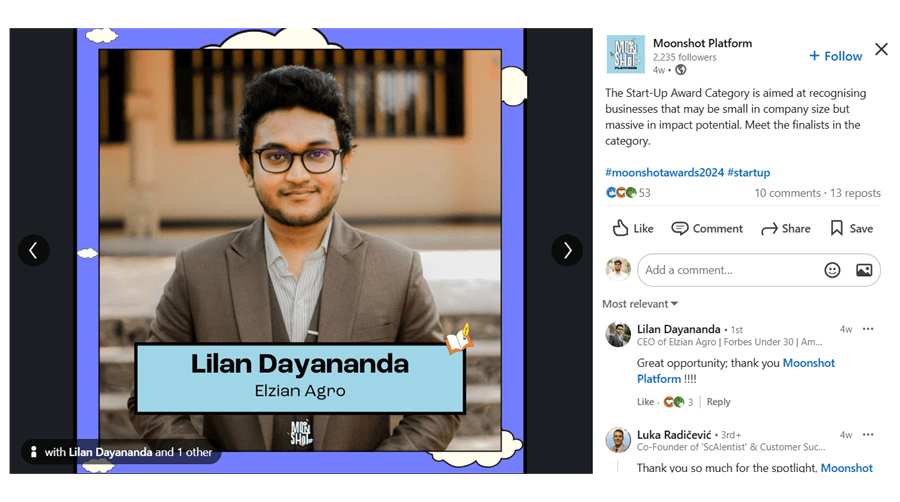 Lilan Dayananda
Elzian Agro
MOON
SHOT
with Lilan Dayananda and 1 other
MOON
SHOT
PLATFORM
Moonshot Platform
2,235 followers
4w •
+ Follow
The Start-Up Award Category is aimed at recognising
businesses that may be small in company size but
massive in impact potential. Meet the finalists in the
category.
#moonshotawards2024 #startup
53
10 comments · 13 reposts
Like
Comment
Share
Save
Add a comment...
Most relevant
Lilan Dayananda • 1st
4w
CEO of Elzian Agro | Forbes Under 30 | Am...
Great opportunity; thank you Moonshot
Platform !!!!
Like · 3 | Reply
Luka Radičević • 3rd+
4w
Co-Founder of 'ScAlentist' & Customer Suc...
Thank you so much for the spotlight, Moonshot